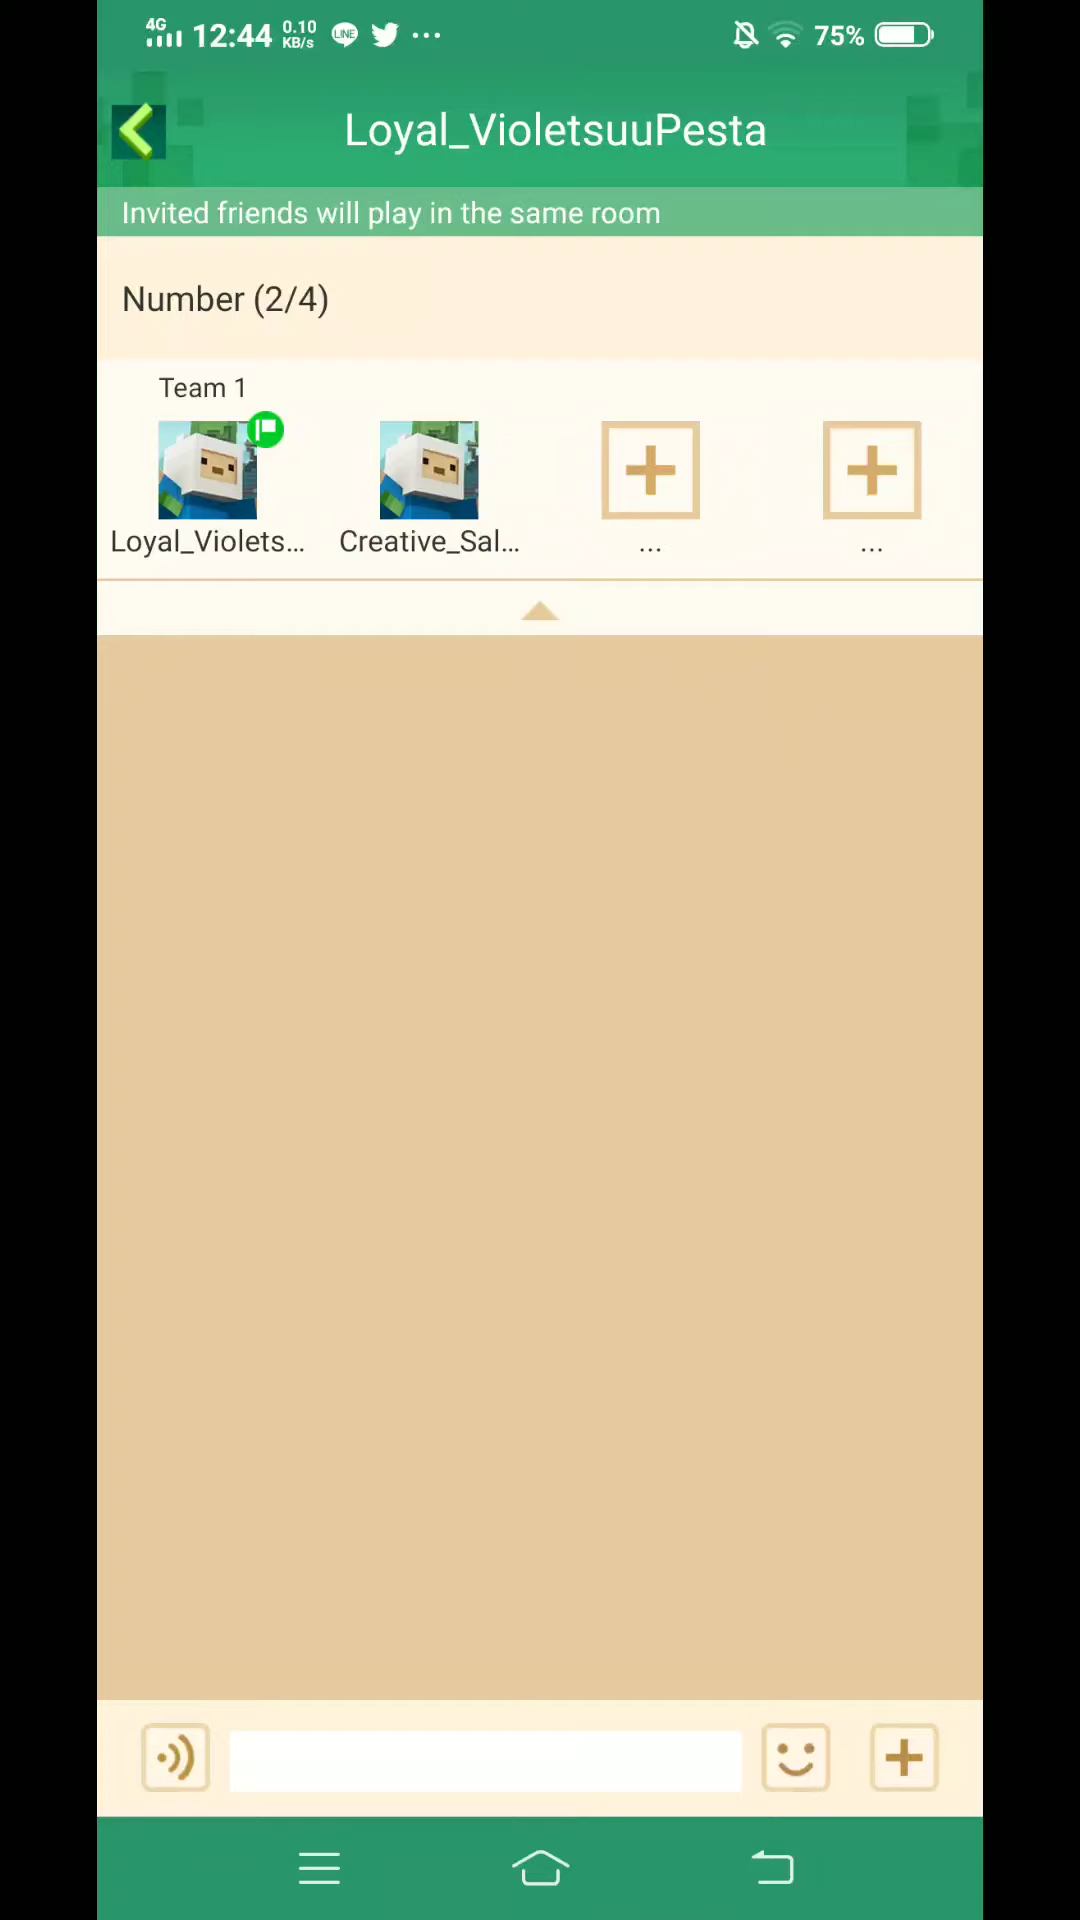 4G 12:44 0.10 KB/s LINE ... 75%
Loyal_VioletsuuPesta
Invited friends will play in the same room
Number (2/4)
Team 1
Loyal_Violets... Creative_Sal... ... ...